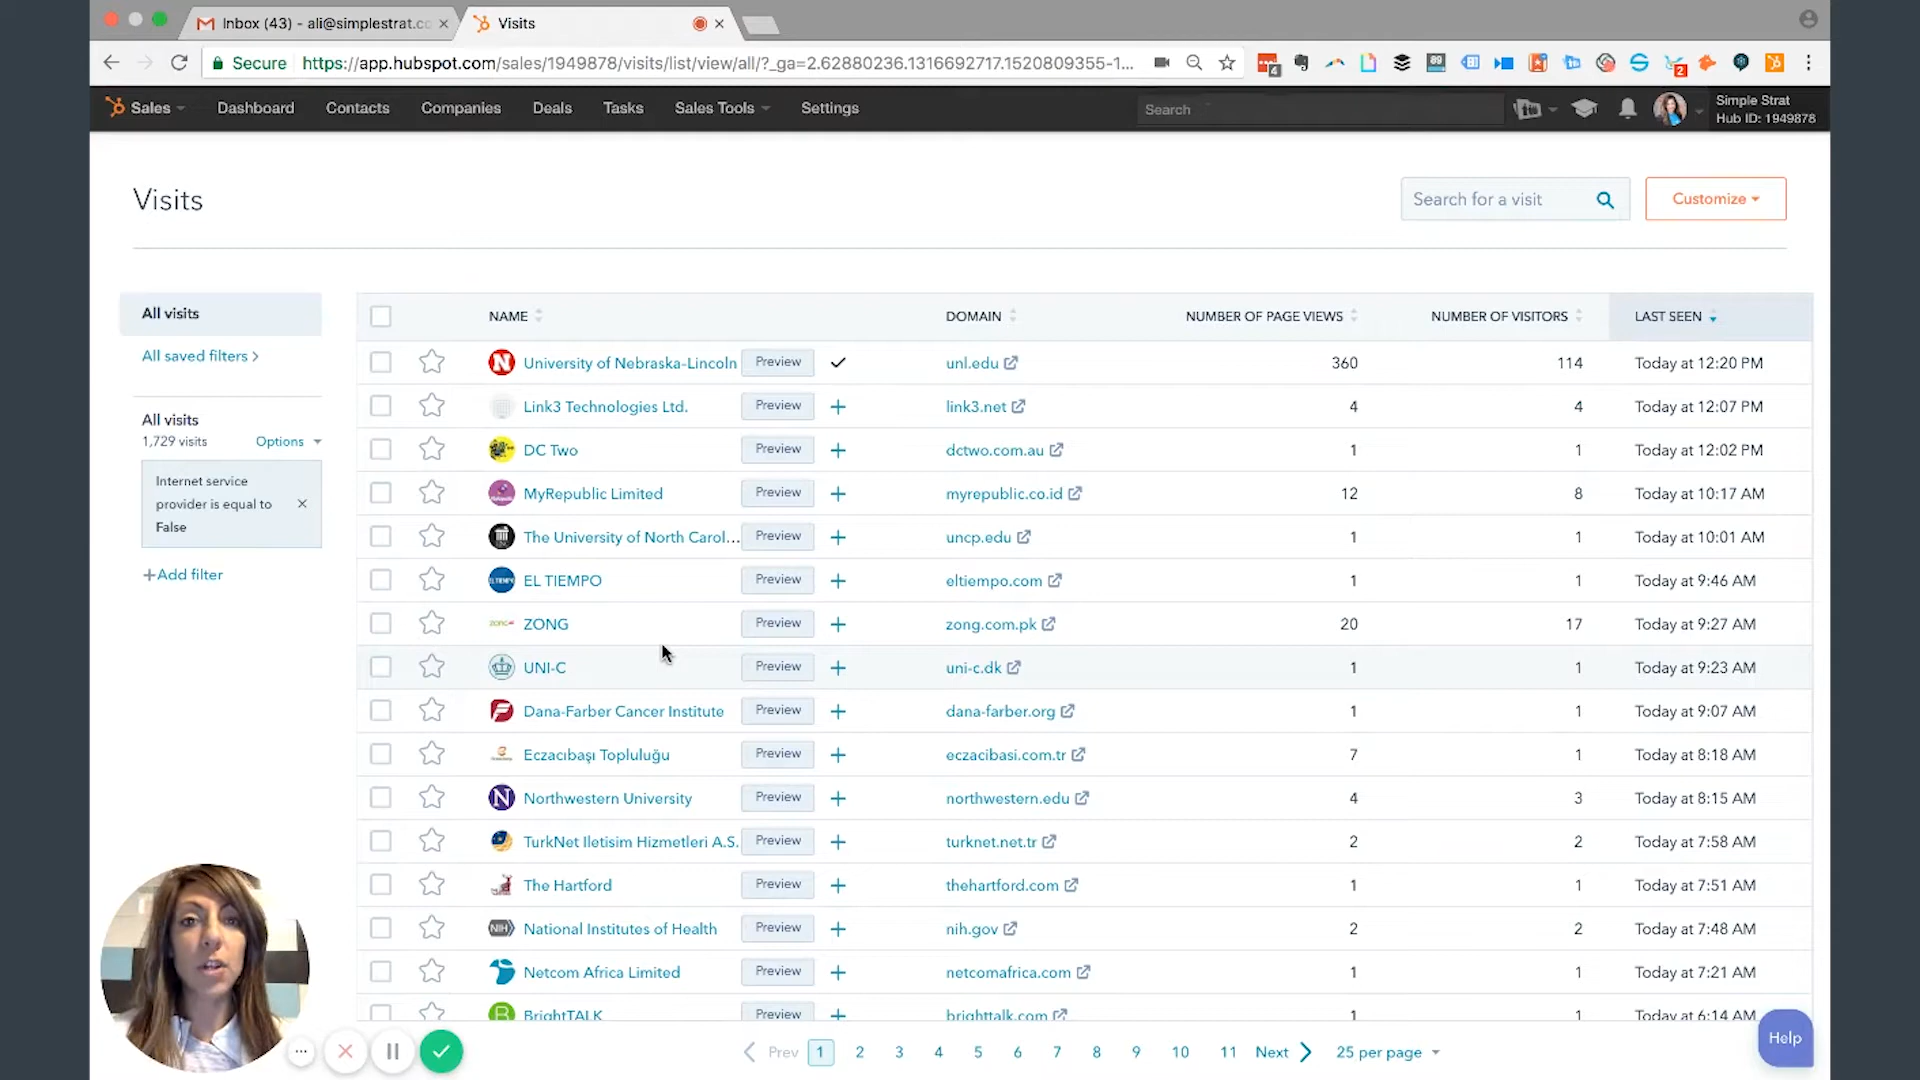 Inbox (43) - ali@simplestrat.co
Visits
Secure
https://app.hubspot.com/sales/1949878/visits/list/view/all/?_ga=2.62880236.1316692717.1520809355-1...
4
89
2
Sales
Dashboard
Contacts
Companies
Deals
Tasks
Sales Tools
Settings
Search
Simple Strat
Hub ID: 1949878
Visits
Search for a visit
Customize
All visits
All saved filters
All visits
1,729 visits
Options
Internet service
provider is equal to
False
+Add filter
NAME DOMAIN NUMBER OF PAGE VIEWS NUMBER OF VISITORS LAST SEEN
University of Nebraska-Lincoln Preview unl.edu 360 114 Today at 12:20 PM
Link3 Technologies Ltd. Preview link3.net 4 4 Today at 12:07 PM
DC Two Preview dctwo.com.au 1 1 Today at 12:02 PM
MyRepublic Limited Preview myrepublic.co.id 12 8 Today at 10:17 AM
The University of North Carol... Preview uncp.edu 1 1 Today at 10:01 AM
EL TIEMPO Preview eltiempo.com 1 1 Today at 9:46 AM
ZONG Preview zong.com.pk 20 17 Today at 9:27 AM
UNI-C Preview uni-c.dk 1 1 Today at 9:23 AM
Dana-Farber Cancer Institute Preview dana-farber.org 1 1 Today at 9:07 AM
Eczacıbaşı Topluluğu Preview eczacibasi.com.tr 7 1 Today at 8:18 AM
Northwestern University Preview northwestern.edu 4 3 Today at 8:15 AM
TurkNet Iletisim Hizmetleri A.S. Preview turknet.net.tr 2 2 Today at 7:58 AM
The Hartford Preview thehartford.com 1 1 Today at 7:51 AM
NIH National Institutes of Health Preview nih.gov 2 2 Today at 7:48 AM
Netcom Africa Limited Preview netcomafrica.com 1 1 Today at 7:21 AM
BrightTALK Preview brighttalk.com 1 1 Today at 6:14 AM
Prev 1 2 3 4 5 6 7 8 9 10 11 Next 25 per page
Help